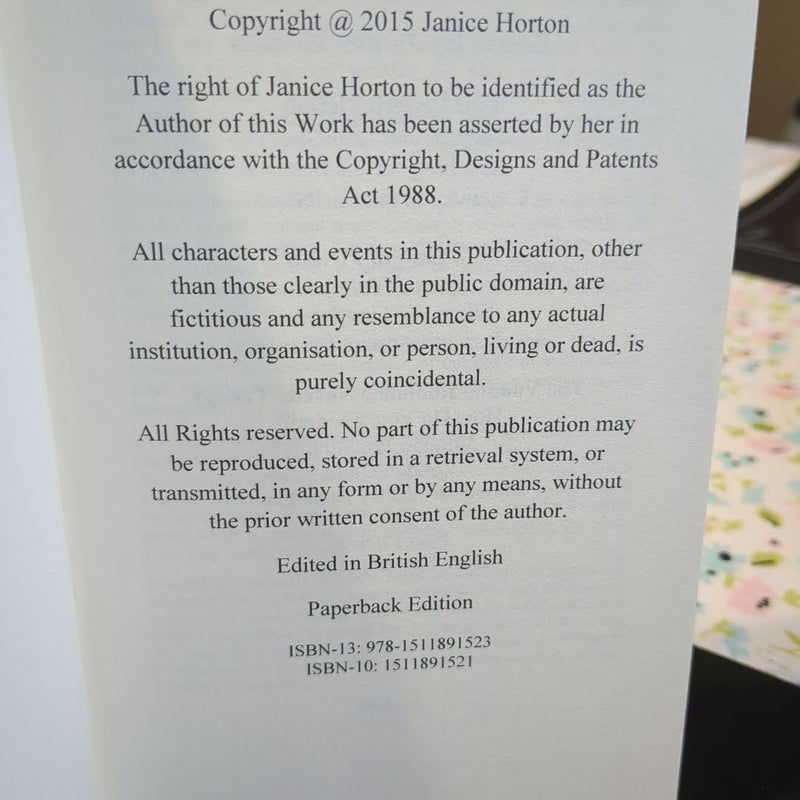 Copyright @ 2015 Janice Horton
The right of Janice Horton to be identified as the
Author of this Work has been asserted by her in
accordance with the Copyright, Designs and Patents
Act 1988.
All characters and events in this publication, other
than those clearly in the public domain, are
fictitious and any resemblance to any actual
institution, organisation, or person, living or dead, is
purely coincidental.
All Rights reserved. No part of this publication may
be reproduced, stored in a retrieval system, or
transmitted, in any form or by any means, without
the prior written consent of the author.
Edited in British English
Paperback Edition
ISBN-13: 978-1511891523
ISBN-10: 1511891521